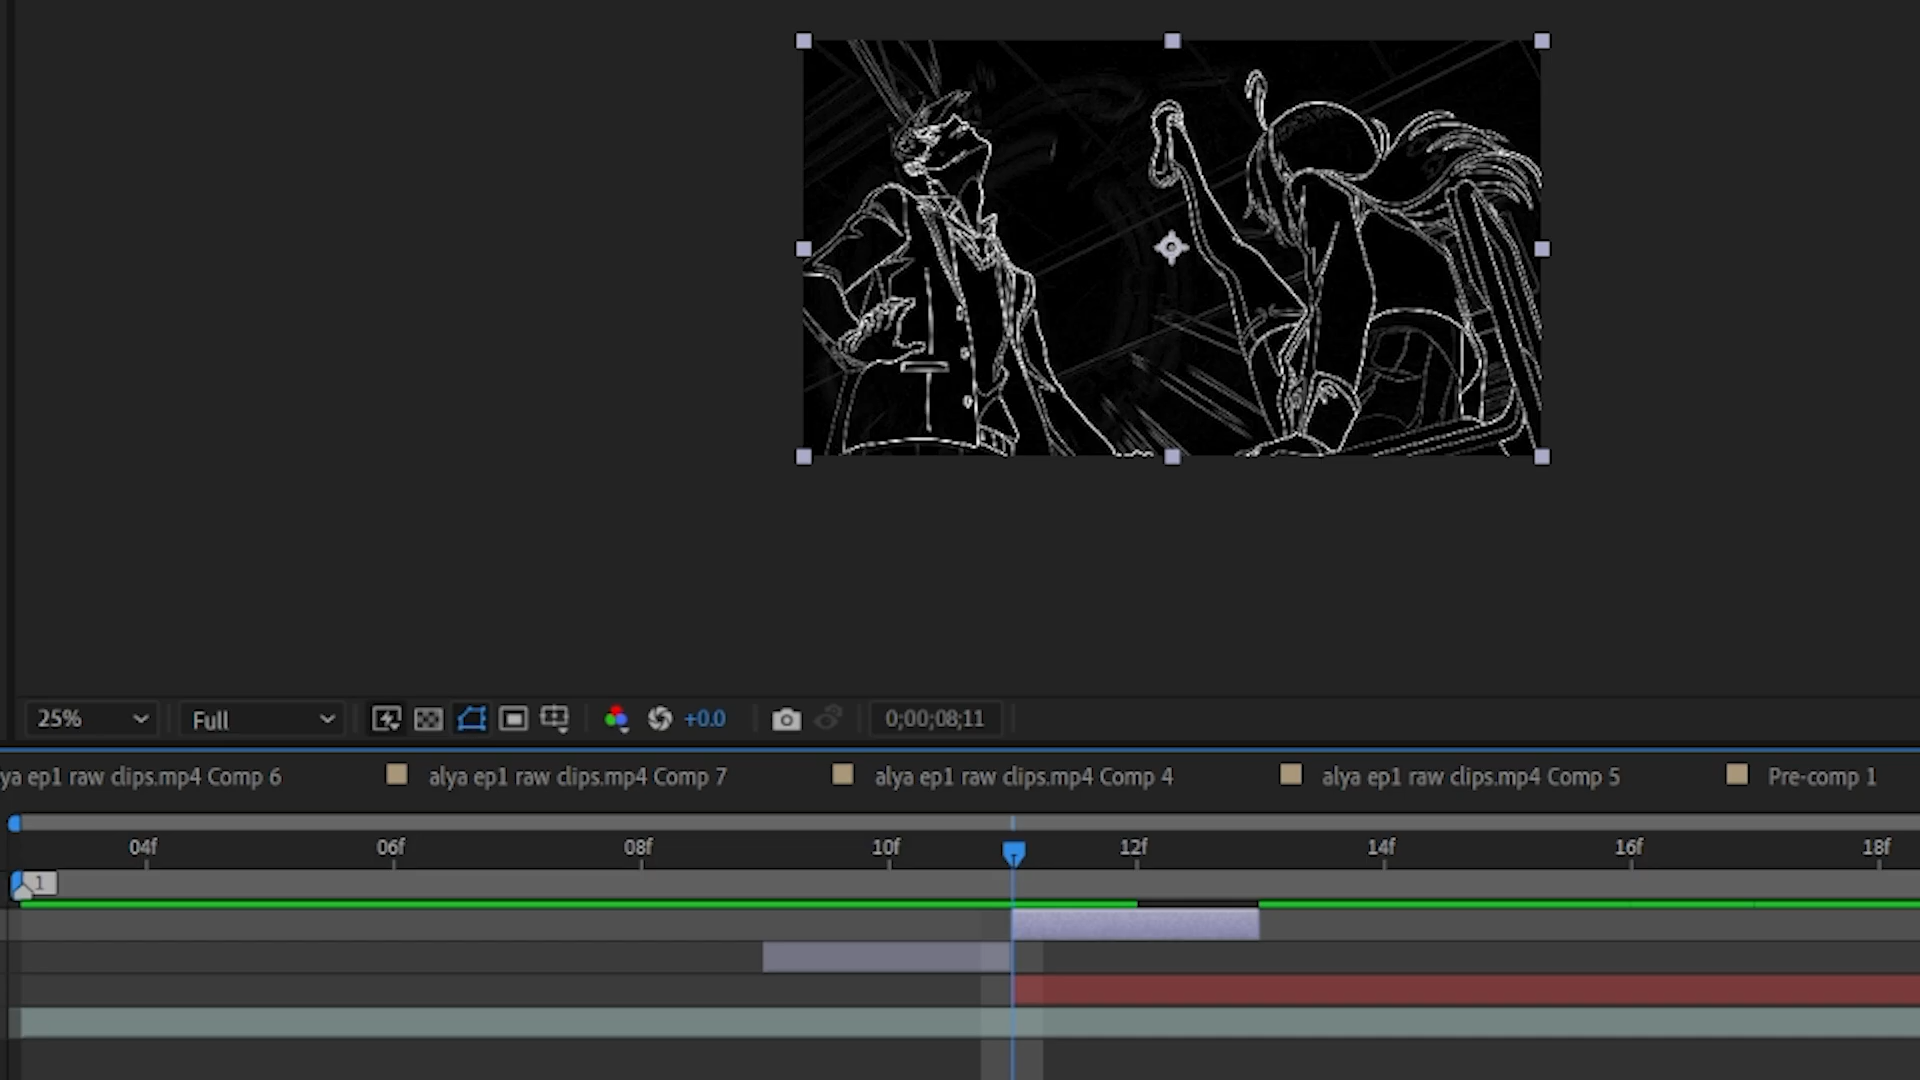 25% Full +0.0 0;00;08;11
ya ep1 raw clips.mp4 Comp 6 alya ep1 raw clips.mp4 Comp 7 alya ep1 raw clips.mp4 Comp 4 alya ep1 raw clips.mp4 Comp 5 Pre-comp 1
04f 06f 08f 10f 12f 14f 16f 18f
1